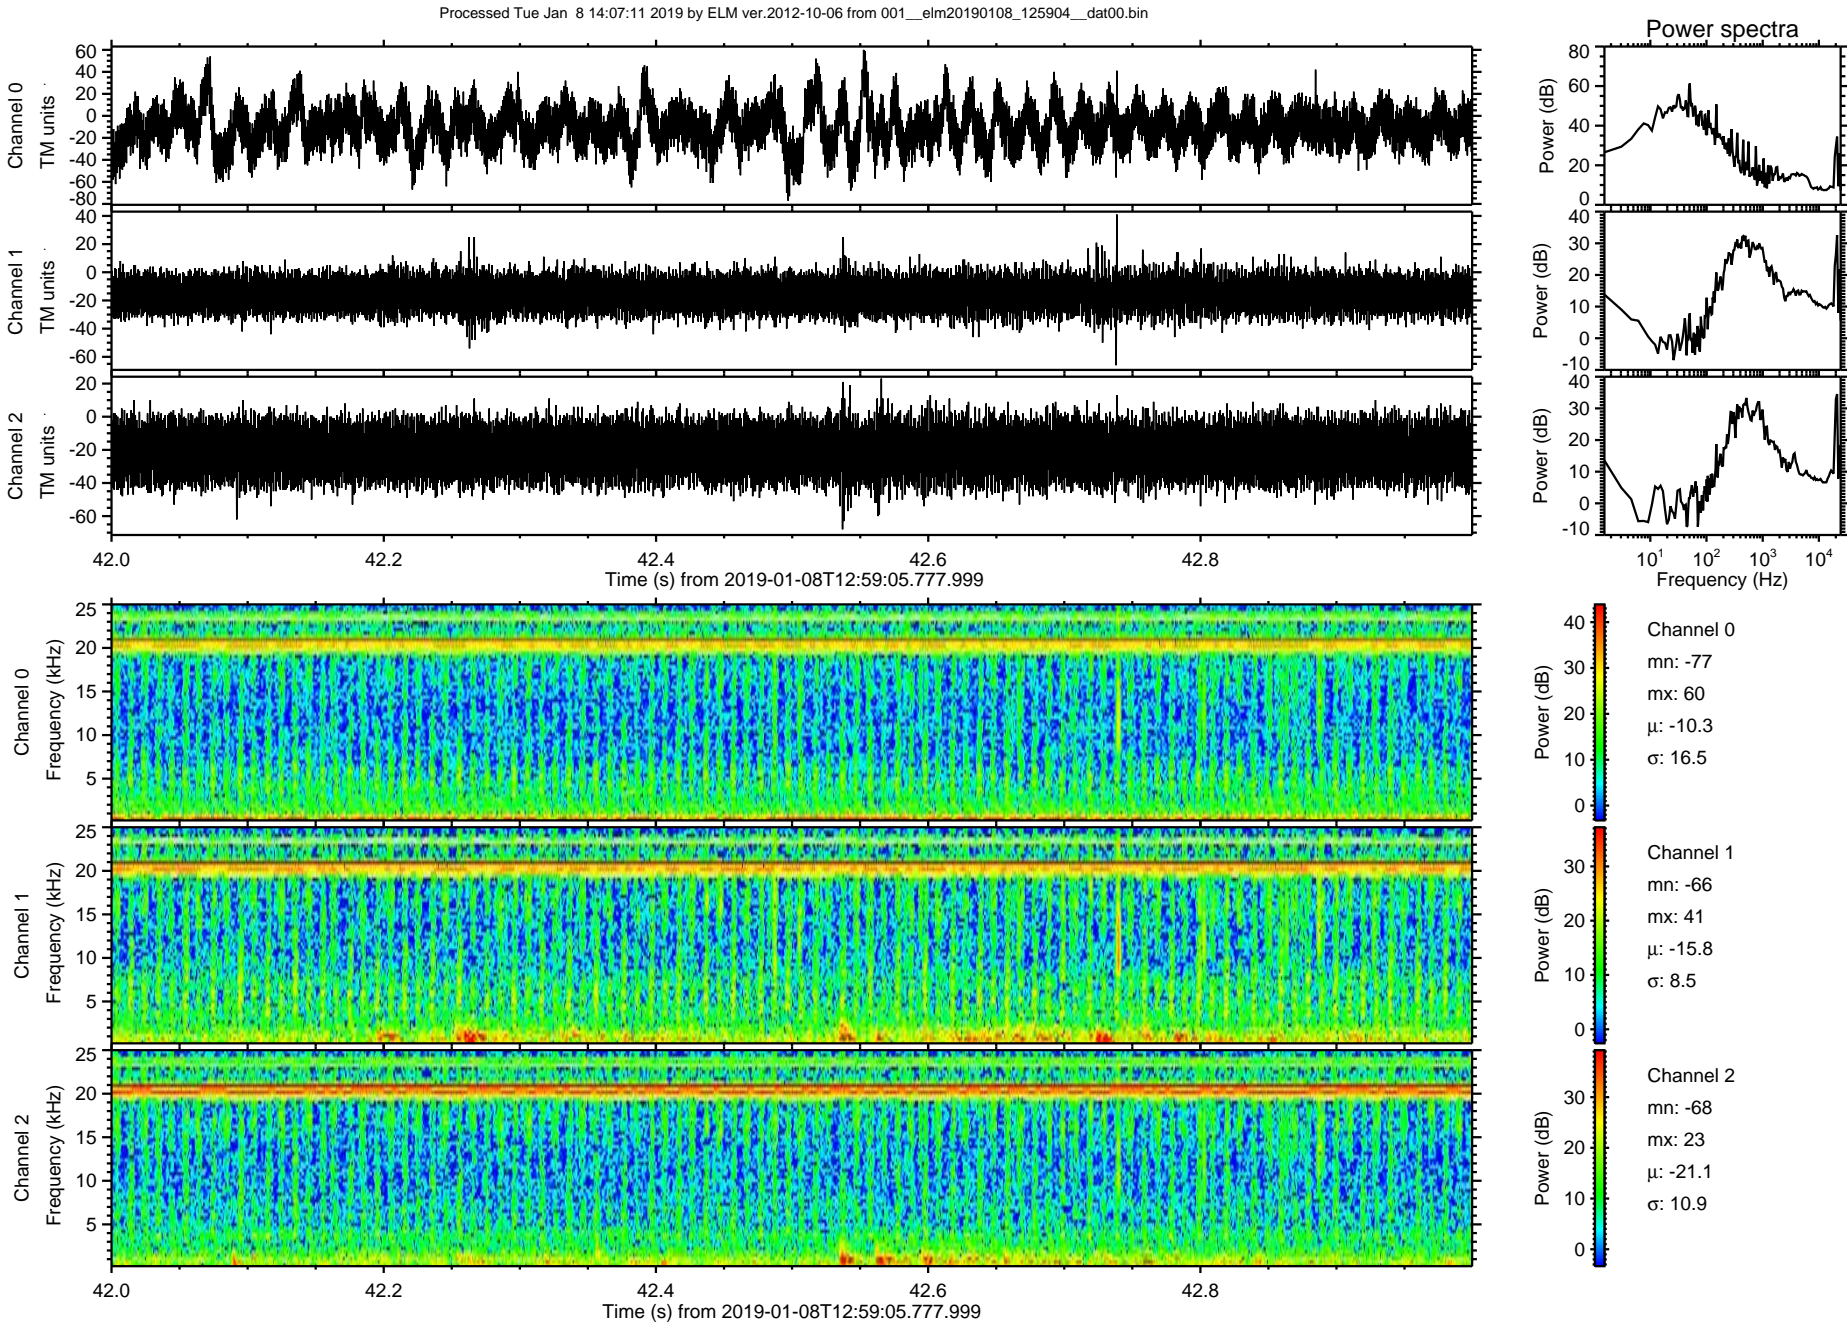 Processed Tue Jan  8 14:07:11 2019 by ELM ver.2012-10-06 from 001__elm20190108_125904__dat00.bin
Power spectra
Channel 0
TM units
60
40
20
0
-20
-40
-60
-80
Power (dB)
80
60
40
20
0
Channel 1
TM units
40
20
0
-20
-40
-60
Power (dB)
40
30
20
10
0
-10
Channel 2
TM units
20
0
-20
-40
-60
Power (dB)
40
30
20
10
0
-10
42.0 42.2 42.4 42.6 42.8
Time (s) from 2019-01-08T12:59:05.777.999
10^1 10^2 10^3 10^4
Frequency (Hz)
Channel 0
Frequency (kHz)
25
20
15
10
5
Power (dB)
40
30
20
10
0
Channel 0
mn: -77
mx: 60
μ: -10.3
σ: 16.5
Channel 1
Frequency (kHz)
25
20
15
10
5
Power (dB)
30
20
10
0
Channel 1
mn: -66
mx: 41
μ: -15.8
σ: 8.5
Channel 2
Frequency (kHz)
25
20
15
10
5
Power (dB)
30
20
10
0
Channel 2
mn: -68
mx: 23
μ: -21.1
σ: 10.9
42.0 42.2 42.4 42.6 42.8
Time (s) from 2019-01-08T12:59:05.777.999